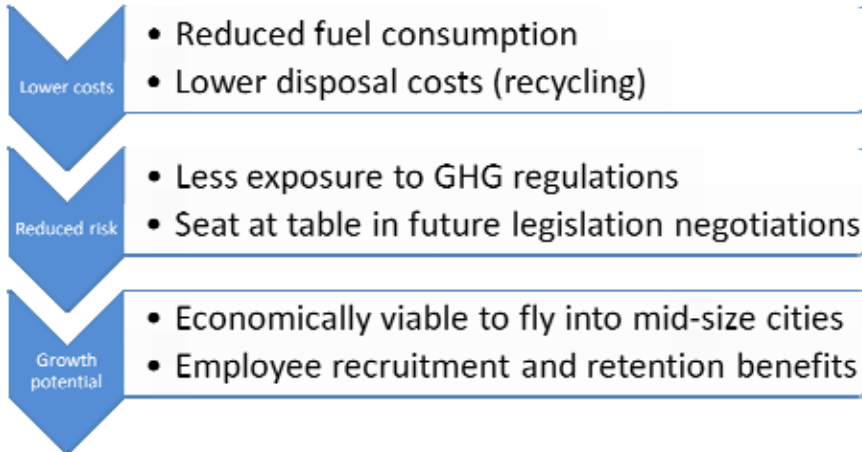 Lower costs
• Reduced fuel consumption
• Lower disposal costs (recycling)
Reduced risk
• Less exposure to GHG regulations
• Seat at table in future legislation negotiations
Growth
potential
• Economically viable to fly into mid-size cities
• Employee recruitment and retention benefits